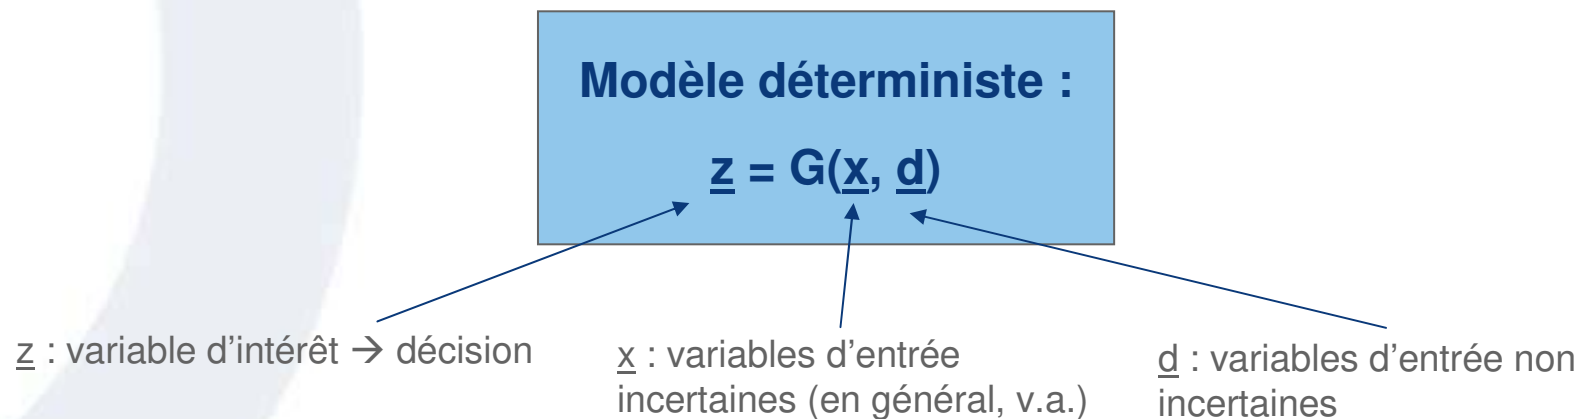 Modèle déterministe :
z = G(x, d)
z : variable d’intérêt → décision
x : variables d’entrée
incertaines (en général, v.a.)
d : variables d’entrée non
incertaines